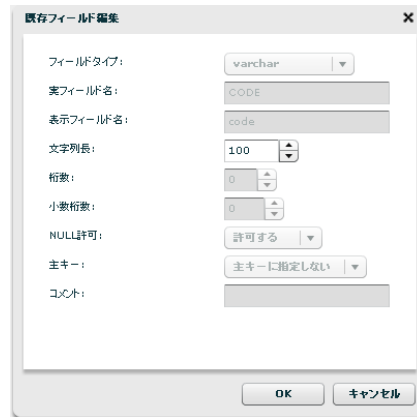 既存フィールド編集
フィールドタイプ: varchar
実フィールド名: CODE
表示フィールド名: code
文字列長: 100
桁数: 0
小数桁数: 0
NULL許可: 許可する
主キー: 主キーに指定しない
コメント:
OK キャンセル